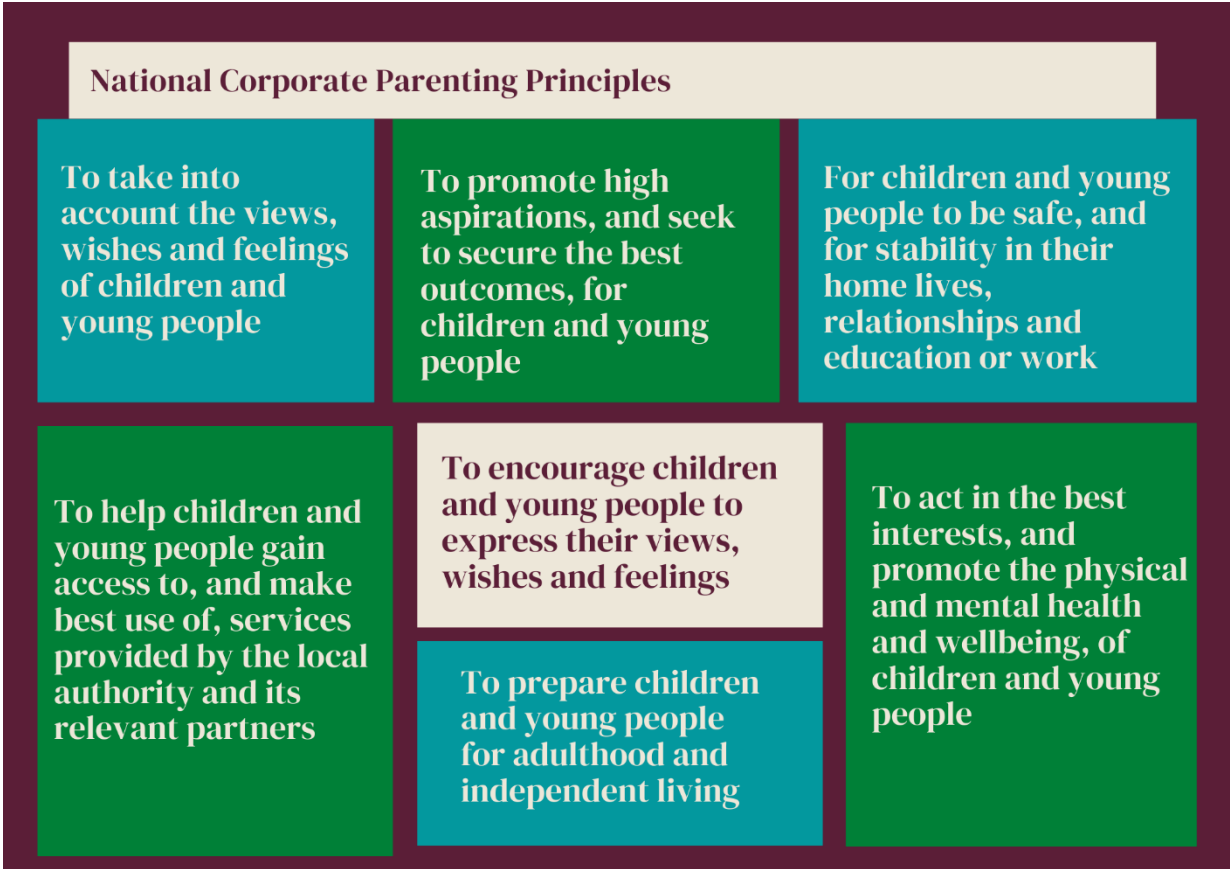 National Corporate Parenting Principles
To take into
account the views,
wishes and feelings
of children and
young people
To promote high
aspirations, and seek
to secure the best
outcomes, for
children and young
people
For children and young
people to be safe, and
for stability in their
home lives,
relationships and
education or work
To help children and
young people gain
access to, and make
best use of, services
provided by the local
authority and its
relevant partners
To encourage children
and young people to
express their views,
wishes and feelings
To prepare children
and young people
for adulthood and
independent living
To act in the best
interests, and
promote the physical
and mental health
and wellbeing, of
children and young
people